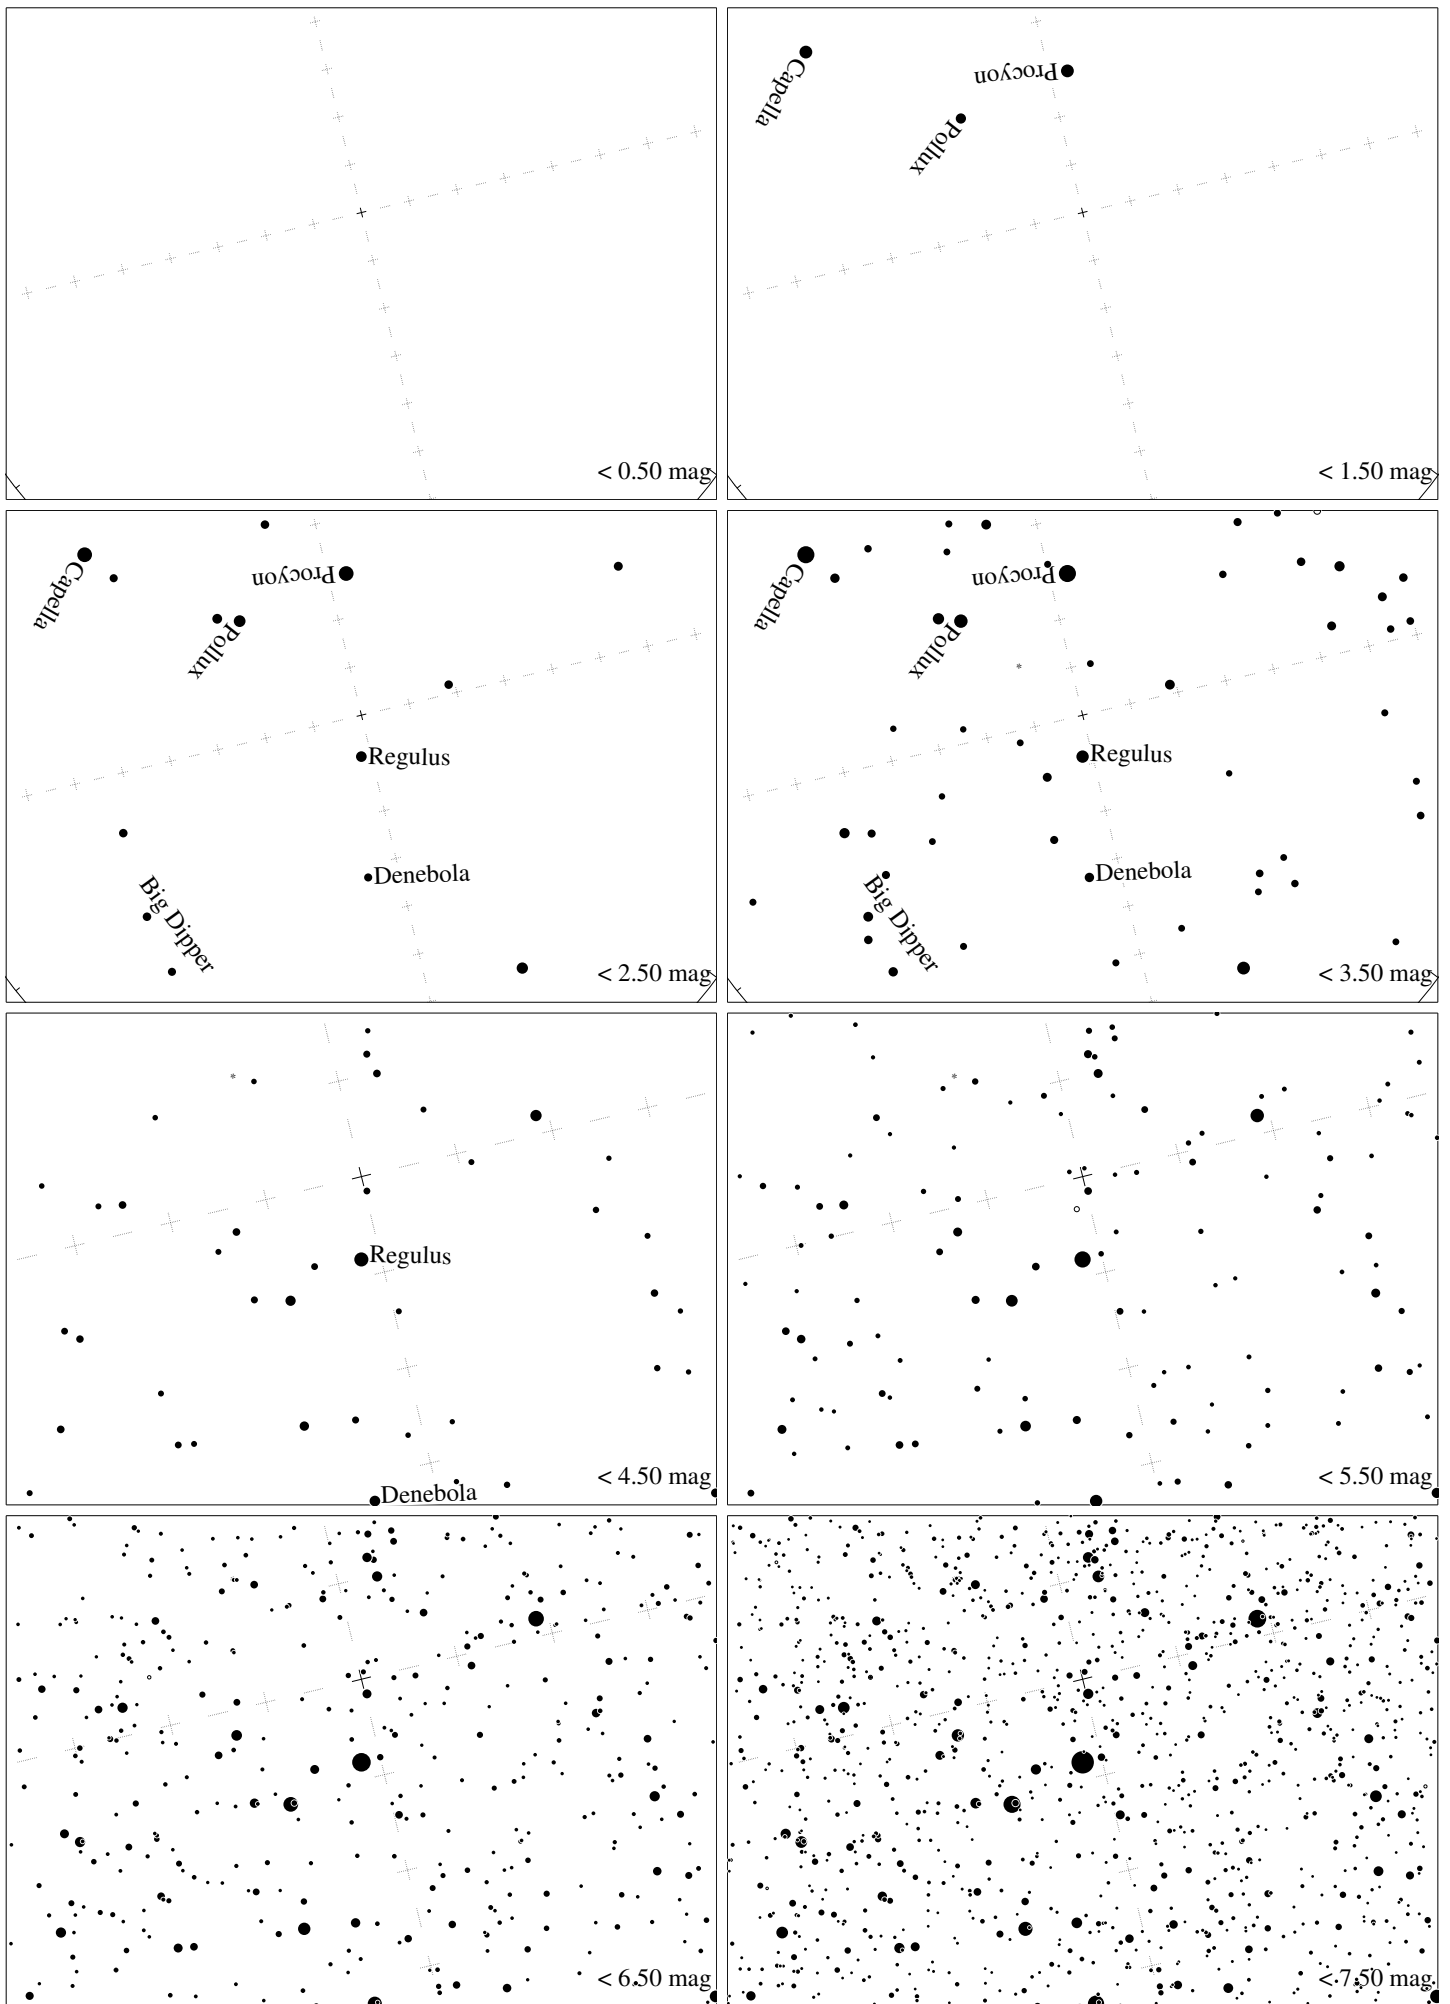 < 0.50 mag
Capella
Procyon
Pollux
< 1.50 mag
Capella
Procyon
Pollux
Regulus
Denebola
Big Dipper
< 2.50 mag
Capella
Procyon
Pollux
Regulus
Denebola
Big Dipper
< 3.50 mag
Regulus
Denebola
< 4.50 mag
< 5.50 mag
< 6.50 mag
< 7.50 mag